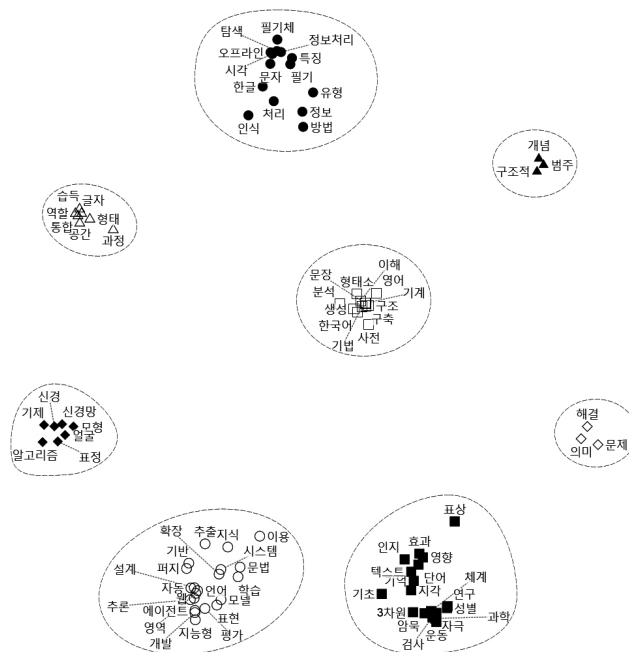 필기체
탐색
정보처리
오프라인
특징
시각
문자
필기
한글
유형
처리
정보
인식
방법
개념
구조적
범주
습득
글자
역할
형태
통합
공간
과정
이해
문장
형태소
영어
분석
기계
생성
구조
한국어
구축
사전
기법
신경
기제
신경망
모형
얼굴
알고리즘
표정
해결
의미
문제
확장
추출
지식
이용
기반
시스템
설계
퍼지
문법
자동
언어
학습
웹
추론
모델
에이전트
표현
영역
지능형
평가
개발
표상
효과
인지
영향
텍스트
단어
체계
기억
지각
연구
기초
성별
3차원
과학
암묵
자극
운동
검사